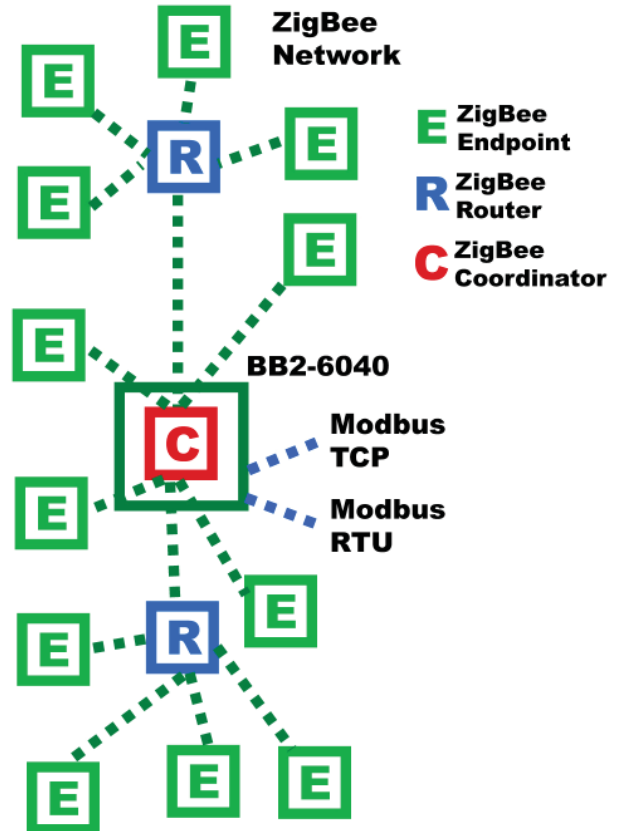 E
ZigBee
Network
E
R
E
E
E
ZigBee
Endpoint
R
ZigBee
Router
C
ZigBee
Coordinator
E
E
BB2-6040
C
Modbus
TCP
E
Modbus
RTU
E
R
E
E
E
E